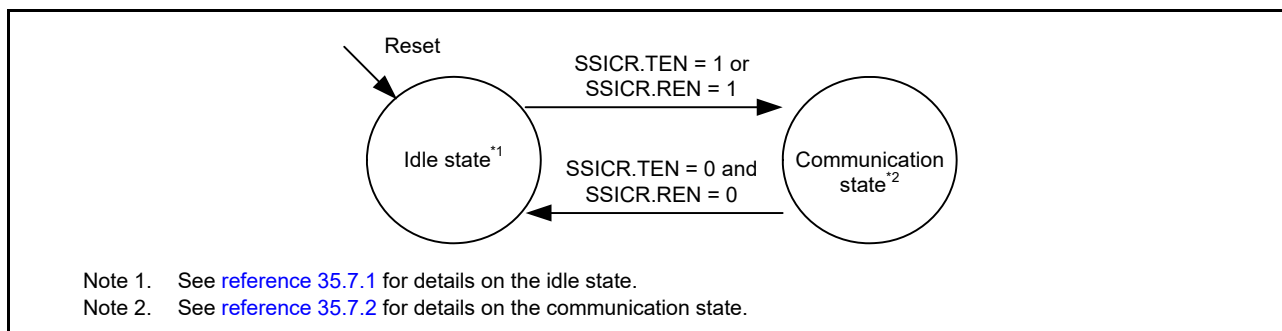 Reset
SSICR.TEN = 1 or
SSICR.REN = 1
Idle state*1
Communication
state*2
SSICR.TEN = 0 and
SSICR.REN = 0
Note 1. See reference 35.7.1 for details on the idle state.
Note 2. See reference 35.7.2 for details on the communication state.